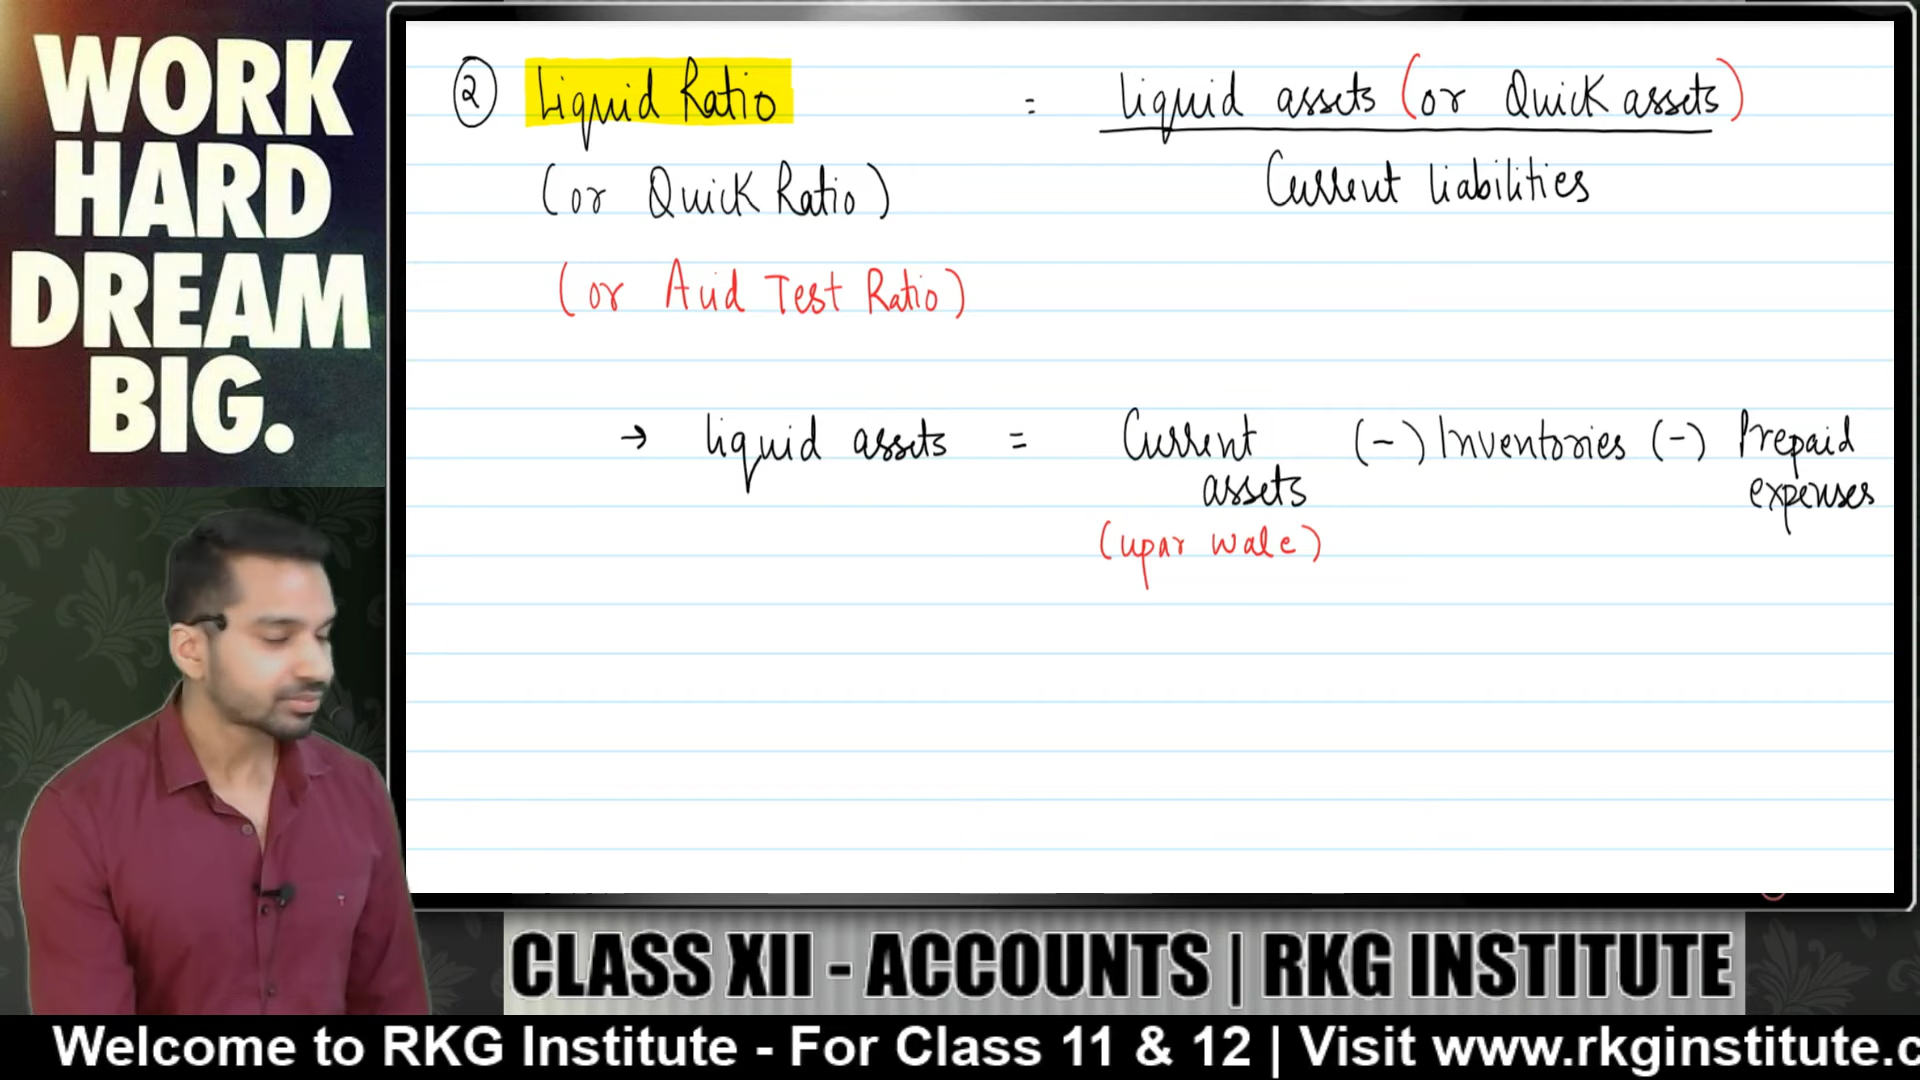 WORK
HARD
DREAM
BIG.
② Liquid Ratio = liquid assets (or Quick assets)
Current liabilities
(or Quick Ratio)
(or Acid Test Ratio)
→ liquid assets = Current assets (-) Inventories (-) Prepaid expenses
(upar wale)
CLASS XII - ACCOUNTS | RKG INSTITUTE
Welcome to RKG Institute - For Class 11 & 12 | Visit www.rkginstitute.c